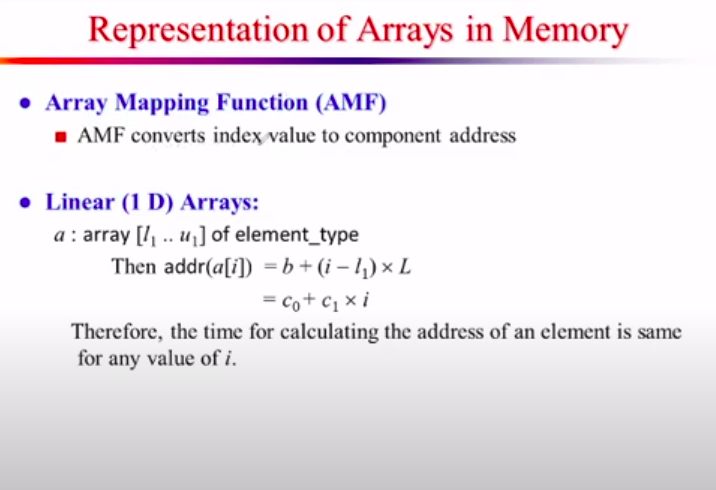 Representation of Arrays in Memory
Array Mapping Function (AMF)
AMF converts index value to component address
Linear (1 D) Arrays:
a : array [l₁ .. u₁] of element_type
Then addr(a[i]) = b + (i – l₁) × L
= c₀ + c₁ × i
Therefore, the time for calculating the address of an element is same
for any value of i.